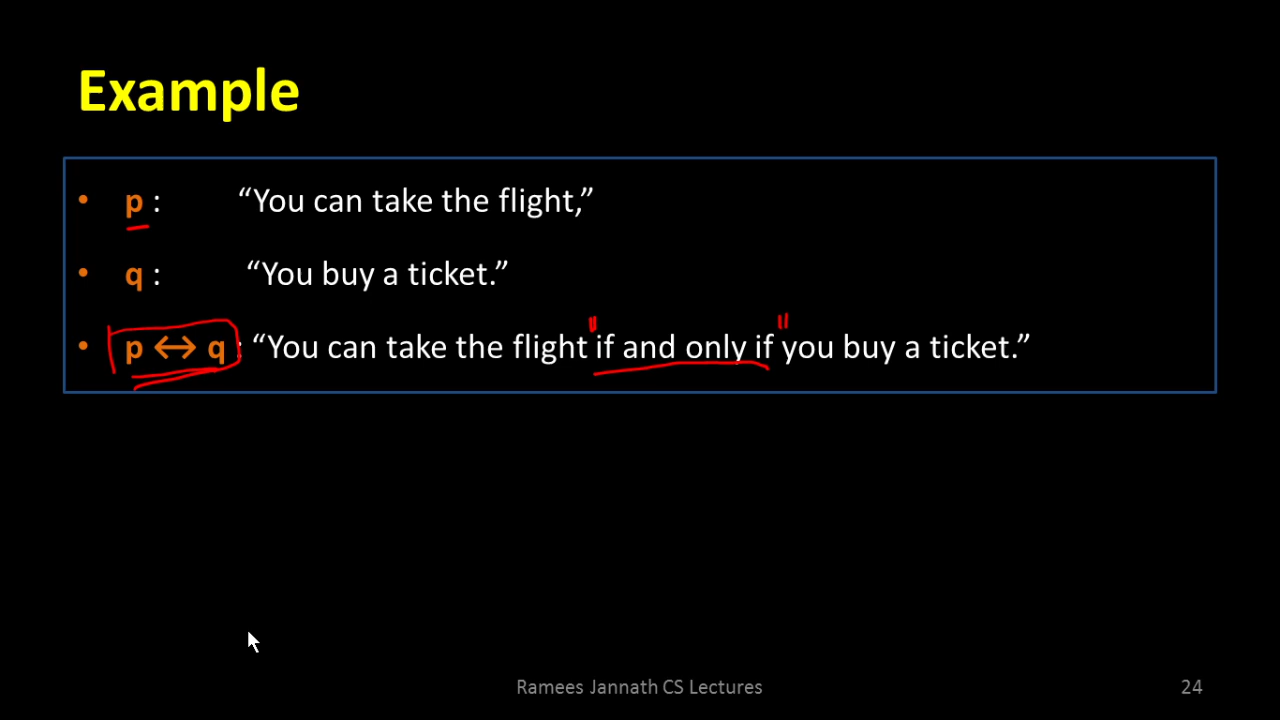 Example
• p : “You can take the flight,”
• q : “You buy a ticket.”
• p ↔ q : “You can take the flight "if and only if" you buy a ticket.”
Ramees Jannath CS Lectures 24